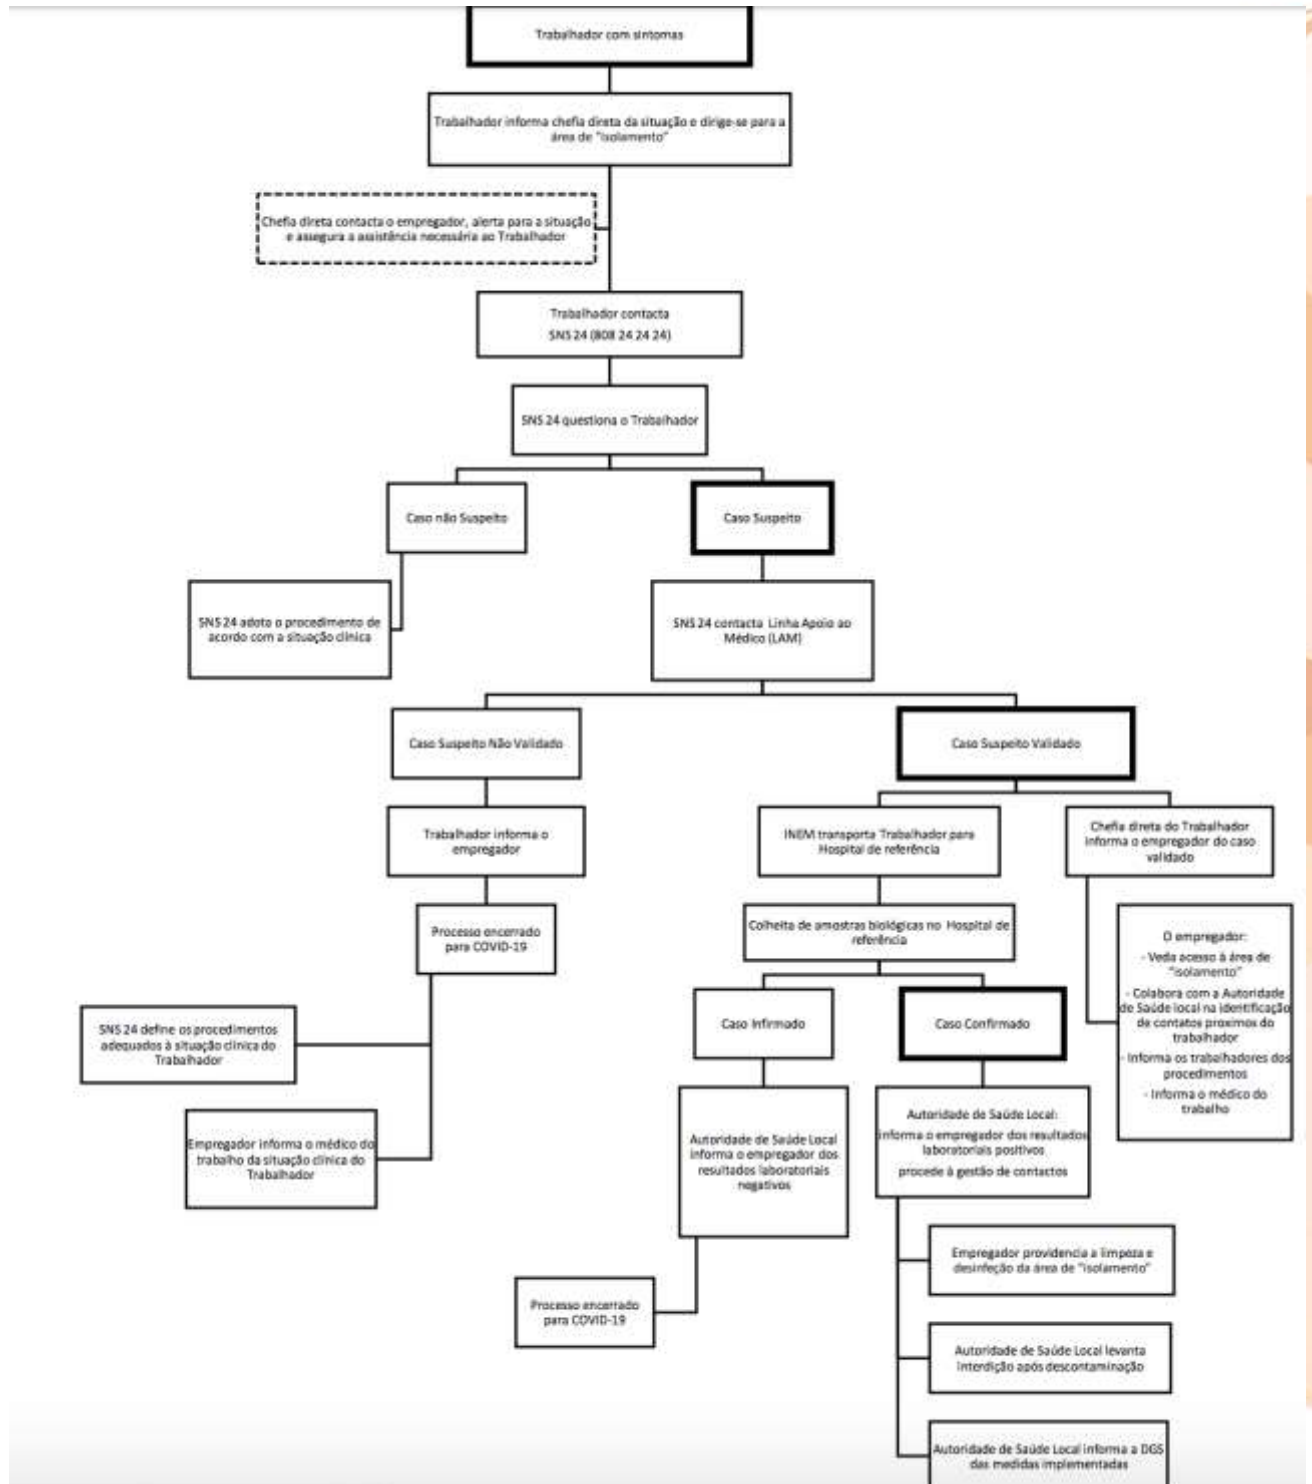 Trabalhador com sintomas
Trabalhador informa chefia direta da situação e dirige-se para a
área de "isolamento"
Chefia direta contacta o empregador, alerta para a situação
e assegura a assistência necessária ao Trabalhador
Trabalhador contacta
SNS 24 (808 24 24 24)
SNS 24 questiona o Trabalhador
Caso não Suspeito
Caso Suspeito
SNS 24 adota o procedimento de
acordo com a situação clínica
SNS 24 contacta Linha Apoio ao
Médico (LAM)
Caso Suspeito Não Validado
Caso Suspeito Validado
Trabalhador informa o
empregador
INEM transporta Trabalhador para
Hospital de referência
Chefia direta do Trabalhador
informa o empregador do caso
validado
Processo encerrado
para COVID-19
Colheita de amostras biológicas no Hospital de
referência
O empregador:
- Veda acesso à área de
"isolamento"
- Colabora com a Autoridade
de Saúde local na identificação
de contatos proximos do
trabalhador
- Informa os trabalhadores dos
procedimentos
- Informa o médico do
trabalho
SNS 24 define os procedimentos
adequados à situação clínica do
Trabalhador
Caso Infirmado
Caso Confirmado
Empregador informa o médico do
trabalho da situação clínica do
Trabalhador
Autoridade de Saúde Local
informa o empregador dos
resultados laboratoriais
negativos
Autoridade de Saúde Local:
informa o empregador dos resultados
laboratoriais positivos
procede à gestão de contactos
Processo encerrado
para COVID-19
Empregador providencia a limpeza e
desinfeção da área de "isolamento"
Autoridade de Saúde Local levanta
interdição após descontaminação
Autoridade de Saúde Local informa a DGS
das medidas implementadas